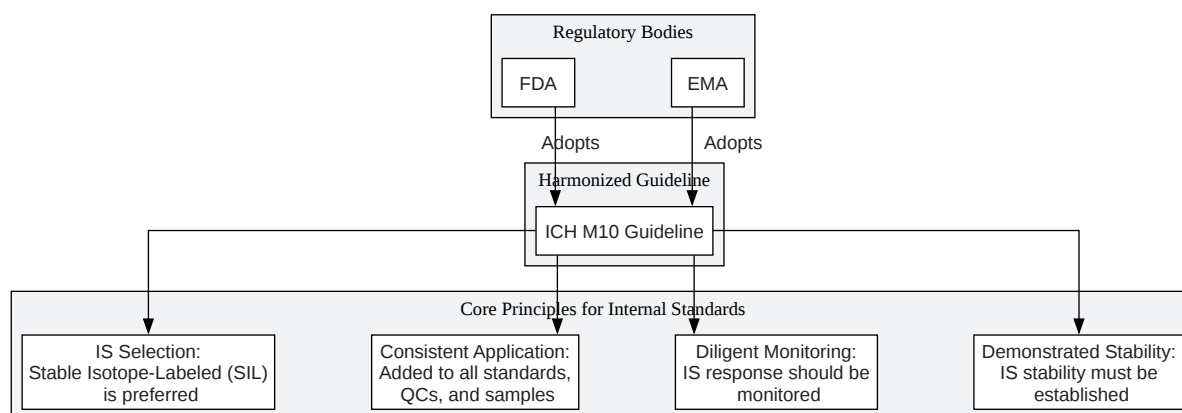 Regulatory Bodies
FDA
EMA
Adopts
Adopts
Harmonized Guideline
ICH M10 Guideline
Core Principles for Internal Standards
IS Selection:
Stable Isotope-Labeled (SIL)
is preferred
Consistent Application:
Added to all standards,
QCs, and samples
Diligent Monitoring:
IS response should be
monitored
Demonstrated Stability:
IS stability must be
established